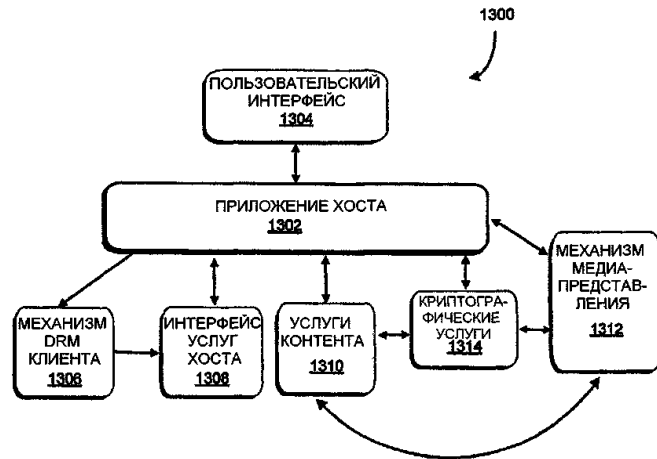 1300
ПОЛЬЗОВАТЕЛЬСКИЙ
ИНТЕРФЕЙС
1304
ПРИЛОЖЕНИЕ ХОСТА
1302
МЕХАНИЗМ
DRM
КЛИЕНТА
1306
ИНТЕРФЕЙС
УСЛУГ
ХОСТА
1308
УСЛУГИ
КОНТЕНТА
1310
КРИПТОГРА-
ФИЧЕСКИЕ
УСЛУГИ
1314
МЕХАНИЗМ
МЕДИА-
ПРЕДСТАВ-
ЛЕНИЯ
1312